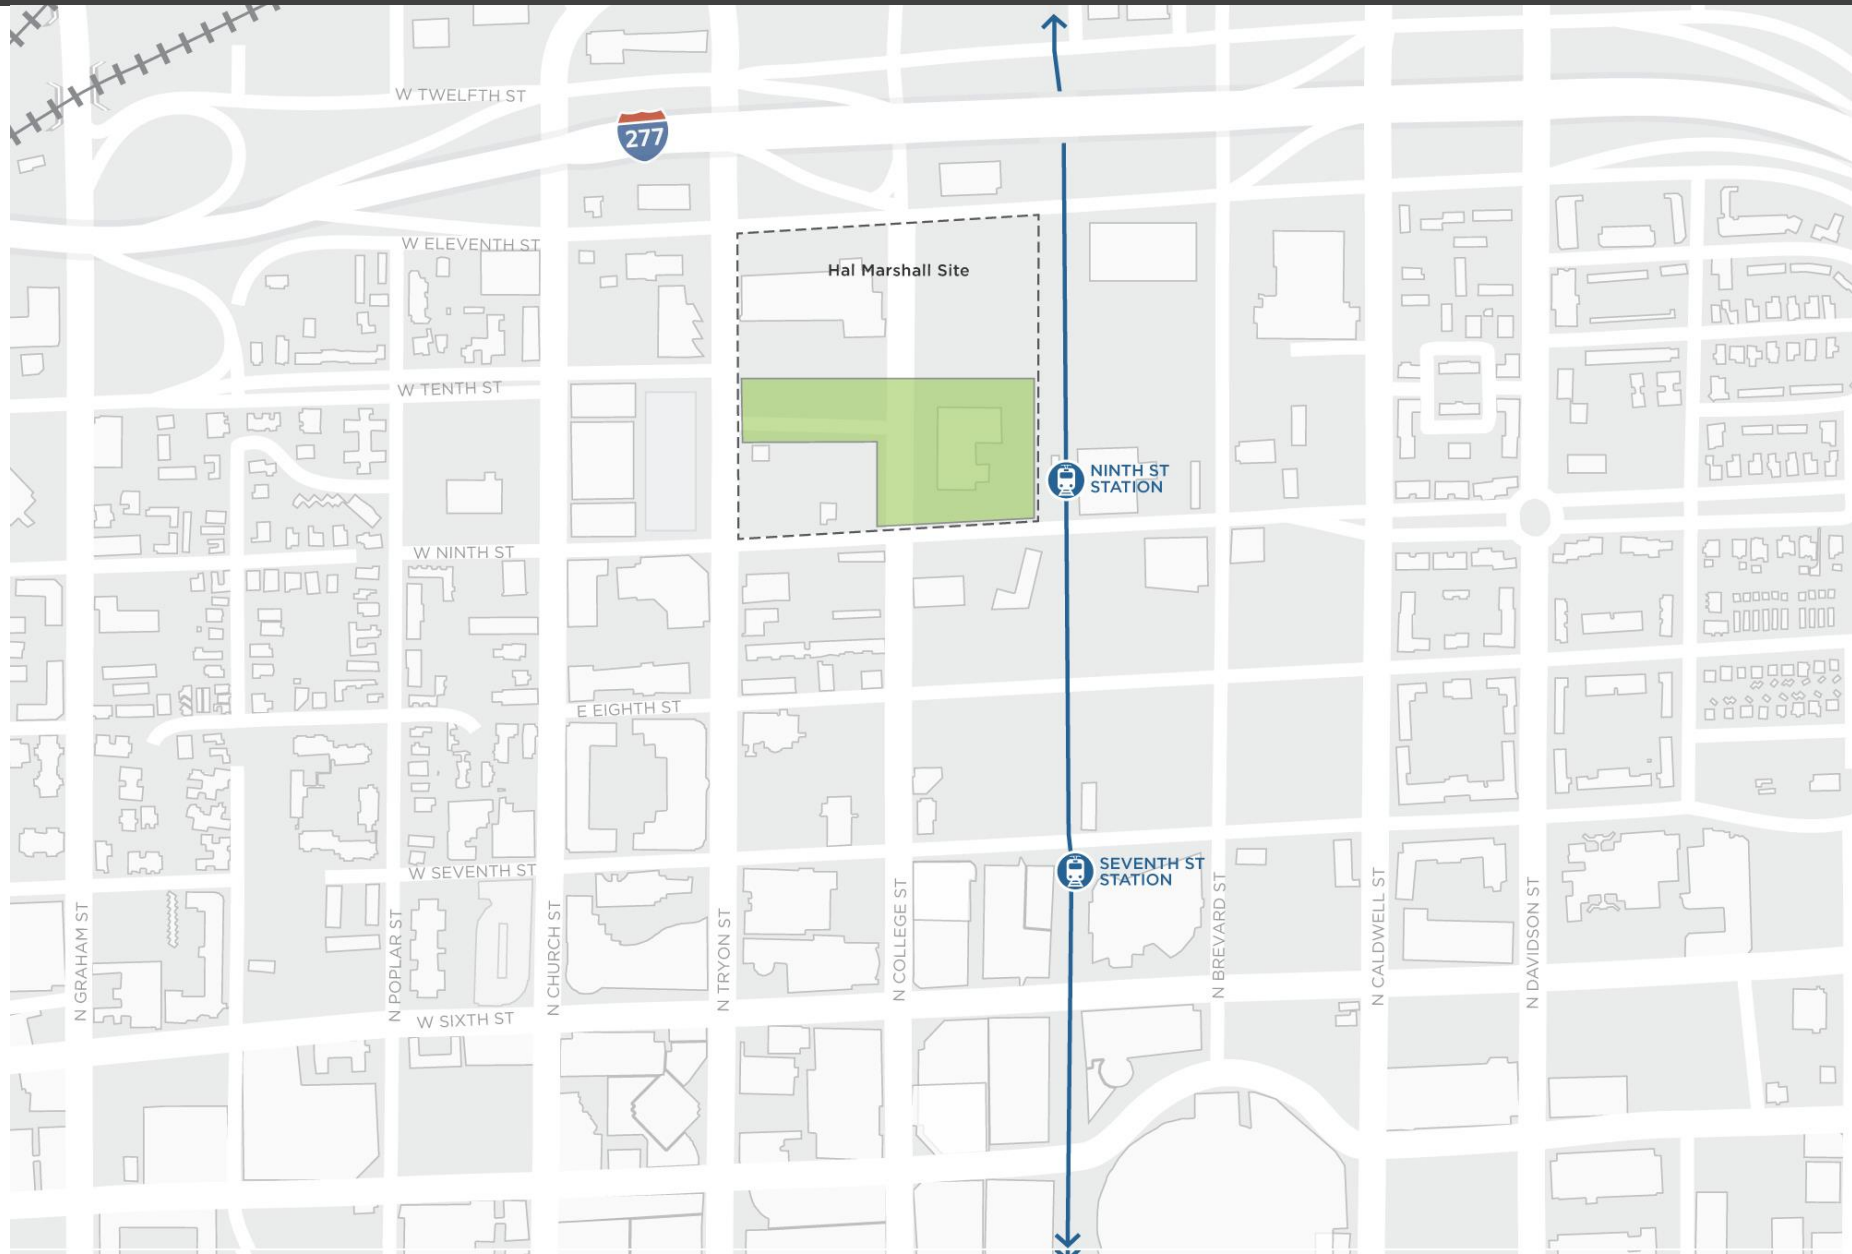 W TWELFTH ST
277
W ELEVENTH ST
Hal Marshall Site
W TENTH ST
NINTH ST
STATION
W NINTH ST
E EIGHTH ST
SEVENTH ST
STATION
W SEVENTH ST
N GRAHAM ST
N POPLAR ST
N CHURCH ST
N TRYON ST
N COLLEGE ST
N BREVARD ST
N CALDWELL ST
N DAVIDSON ST
W SIXTH ST